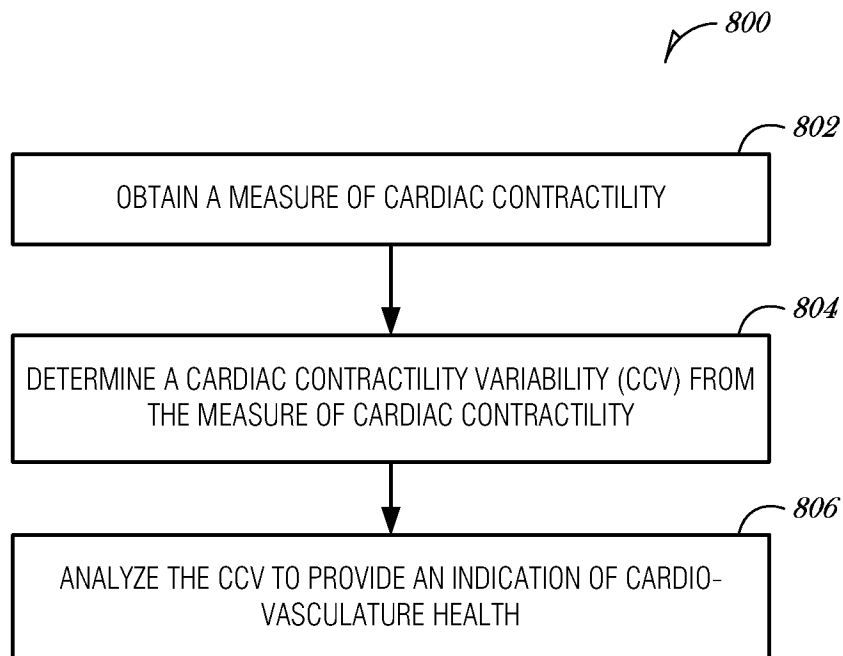 800
802
OBTAIN A MEASURE OF CARDIAC CONTRACTILITY
804
DETERMINE A CARDIAC CONTRACTILITY VARIABILITY (CCV) FROM
THE MEASURE OF CARDIAC CONTRACTILITY
806
ANALYZE THE CCV TO PROVIDE AN INDICATION OF CARDIO-
VASCULATURE HEALTH